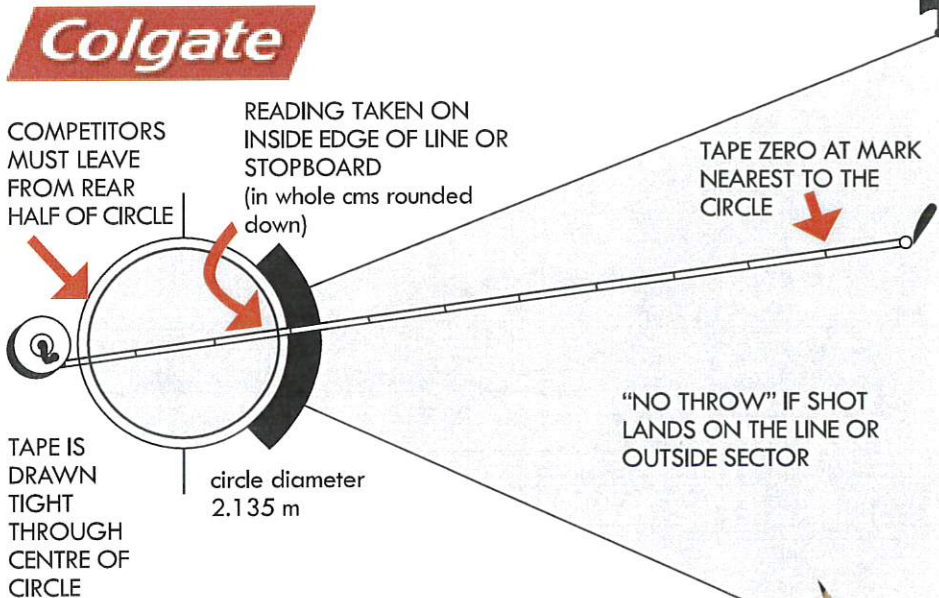 Colgate
COMPETITORS
MUST LEAVE
FROM REAR
HALF OF CIRCLE
READING TAKEN ON
INSIDE EDGE OF LINE OR
STOPBOARD
(in whole cms rounded
down)
TAPE ZERO AT MARK
NEAREST TO THE
CIRCLE
"NO THROW" IF SHOT
LANDS ON THE LINE OR
OUTSIDE SECTOR
TAPE IS
DRAWN
TIGHT
THROUGH
CENTRE OF
CIRCLE
circle diameter
2.135 m